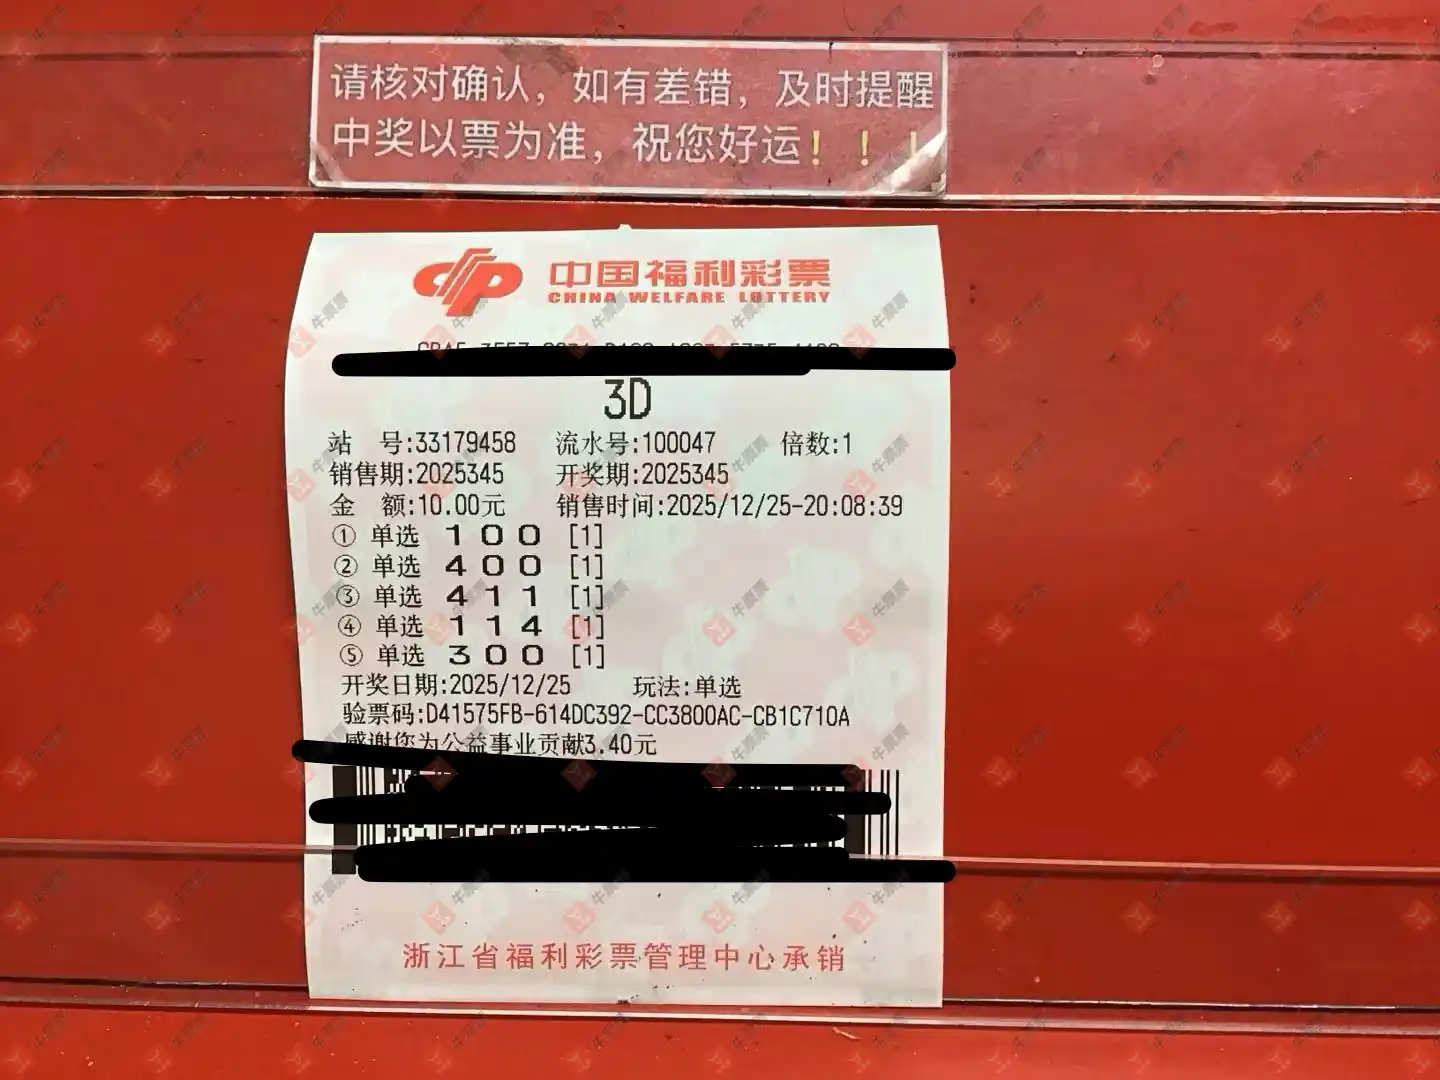 请核对确认，如有差错，及时提醒
中奖以票为准，祝您好运！！！
中国福利彩票
CHINA WELFARE LOTTERY
3D
站 号:33179458 流水号:100047 倍数:1
销售期:2025345 开奖期:2025345
金 额:10.00元 销售时间:2025/12/25-20:08:39
① 单选 1 0 0 [1]
② 单选 4 0 0 [1]
③ 单选 4 1 1 [1]
④ 单选 1 1 4 [1]
⑤ 单选 3 0 0 [1]
开奖日期:2025/12/25 玩法:单选
验票码:D41575FB-614DC392-CC3800AC-CB1C710A
感谢您为公益事业贡献3.40元
浙江省福利彩票管理中心承销
牛票票